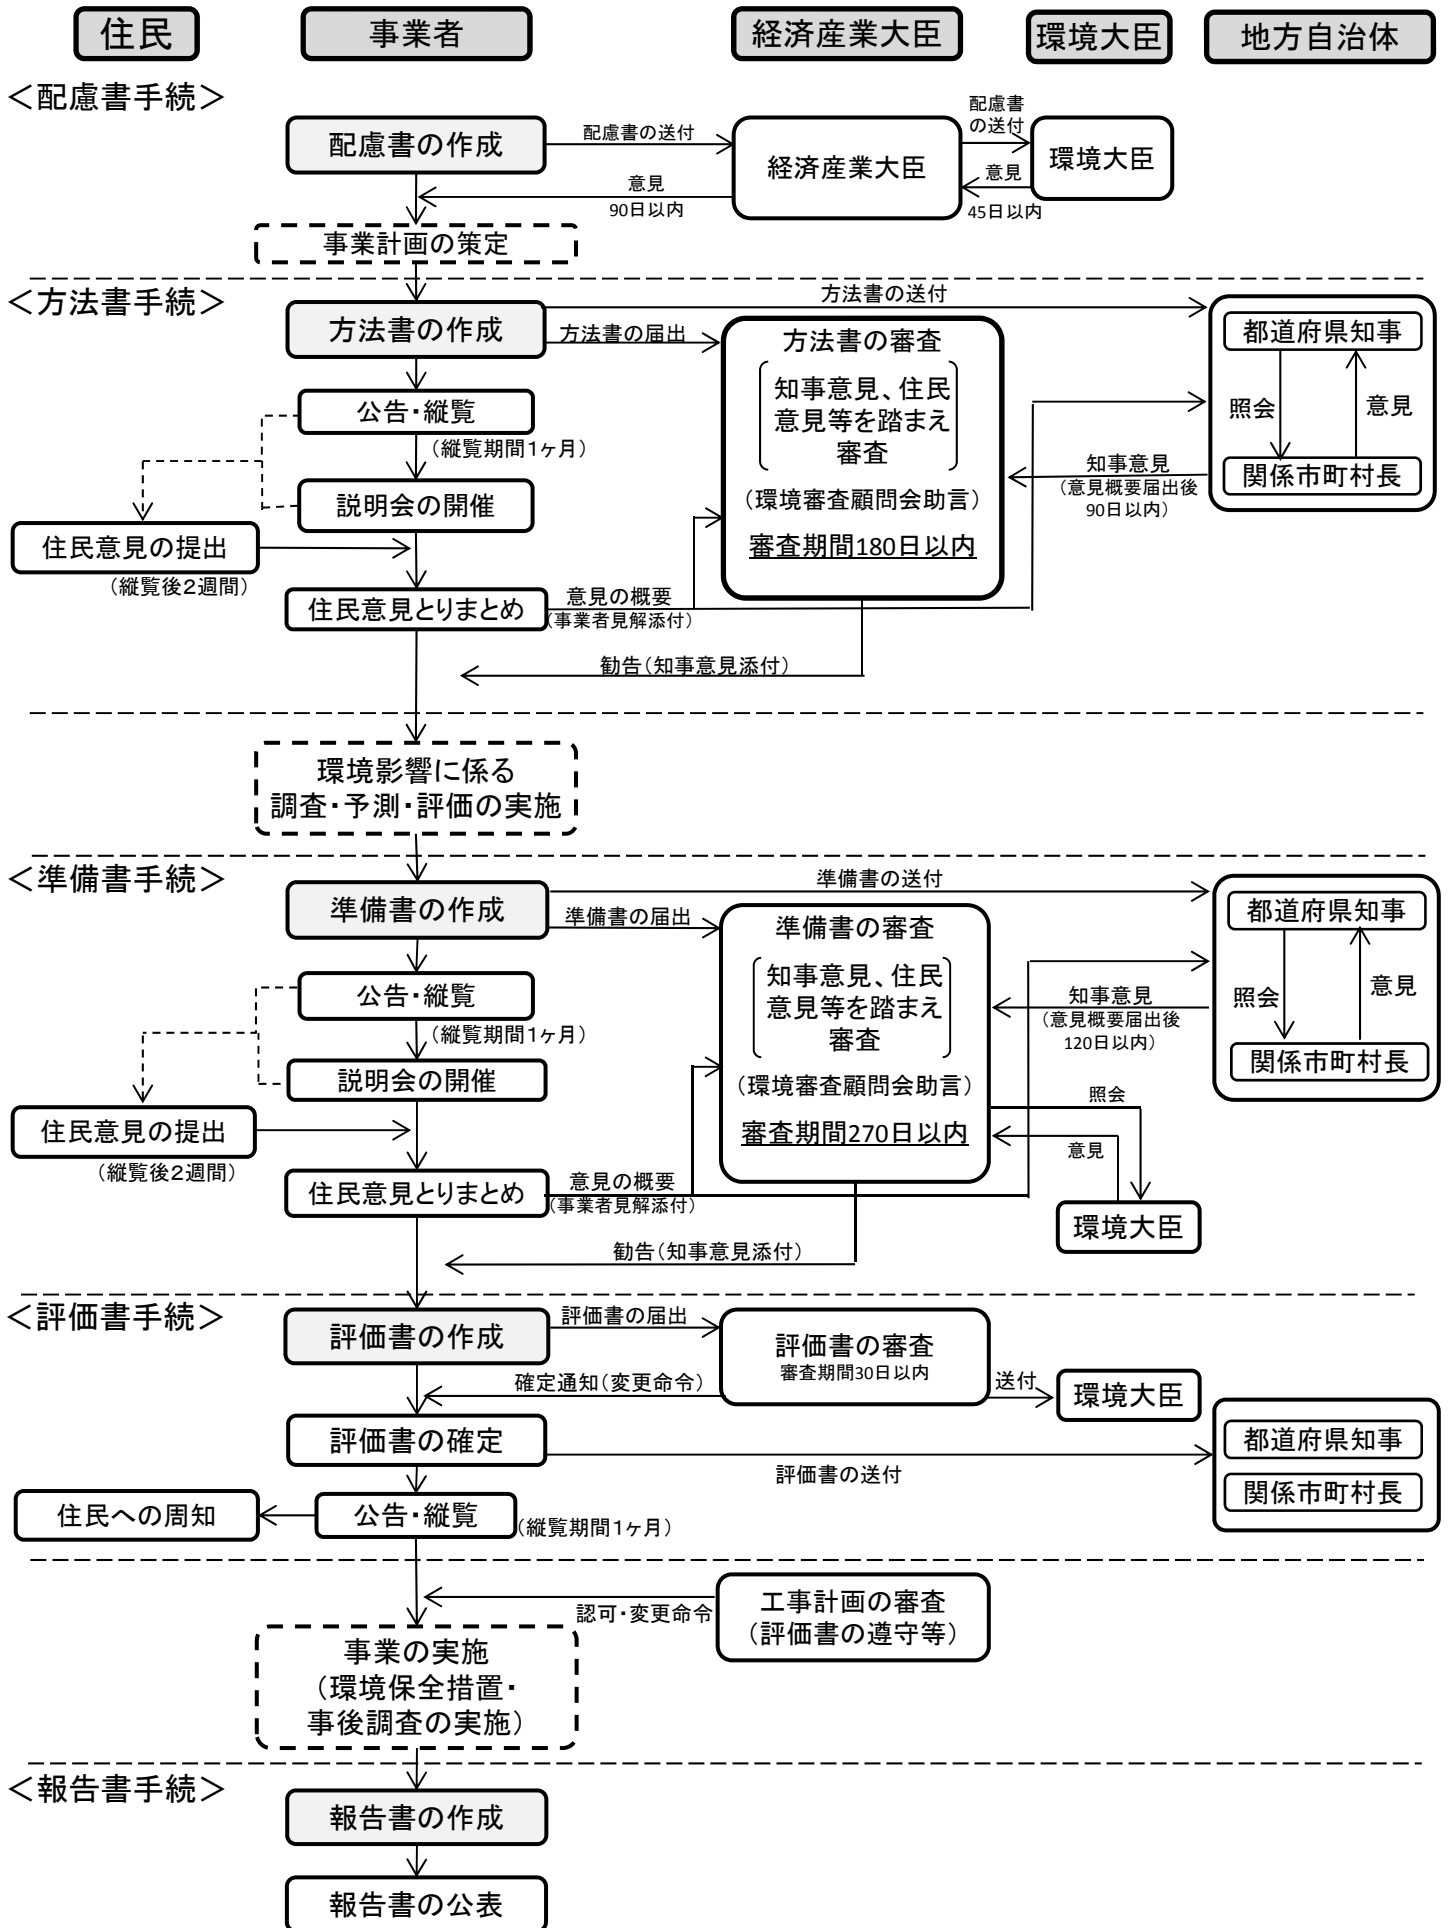 住民
事業者
経済産業大臣
環境大臣
地方自治体
＜配慮書手続＞
配慮書の作成
配慮書の送付
経済産業大臣
配慮書
の送付
環境大臣
意見
45日以内
意見
90日以内
事業計画の策定
＜方法書手続＞
方法書の作成
方法書の送付
方法書の届出
方法書の審査
知事意見、住民
意見等を踏まえ
審査
（環境審査顧問会助言）
審査期間180日以内
都道府県知事
照会
意見
関係市町村長
知事意見
（意見概要届出後
90日以内）
公告・縦覧
（縦覧期間1ヶ月）
説明会の開催
住民意見の提出
（縦覧後2週間）
住民意見とりまとめ
意見の概要
（事業者見解添付）
勧告（知事意見添付）
環境影響に係る
調査・予測・評価の実施
＜準備書手続＞
準備書の作成
準備書の送付
準備書の届出
準備書の審査
知事意見、住民
意見等を踏まえ
審査
（環境審査顧問会助言）
審査期間270日以内
都道府県知事
照会
意見
関係市町村長
知事意見
（意見概要届出後
120日以内）
公告・縦覧
（縦覧期間1ヶ月）
説明会の開催
住民意見の提出
（縦覧後2週間）
住民意見とりまとめ
意見の概要
（事業者見解添付）
照会
意見
環境大臣
勧告（知事意見添付）
＜評価書手続＞
評価書の作成
評価書の届出
評価書の審査
審査期間30日以内
確定通知（変更命令）
送付
環境大臣
評価書の確定
評価書の送付
都道府県知事
関係市町村長
住民への周知
公告・縦覧
（縦覧期間1ヶ月）
認可・変更命令
工事計画の審査
（評価書の遵守等）
事業の実施
（環境保全措置・
事後調査の実施）
＜報告書手続＞
報告書の作成
報告書の公表